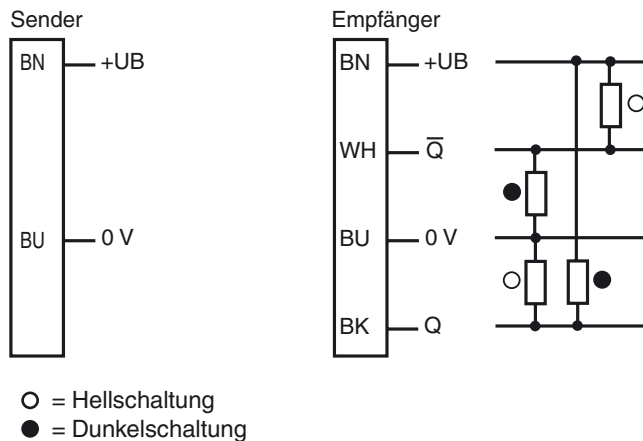 Sender
BN +UB
BU 0 V
Empfänger
BN +UB
WH Q̅
BU 0 V
BK Q
= Hellschaltung
= Dunkelschaltung